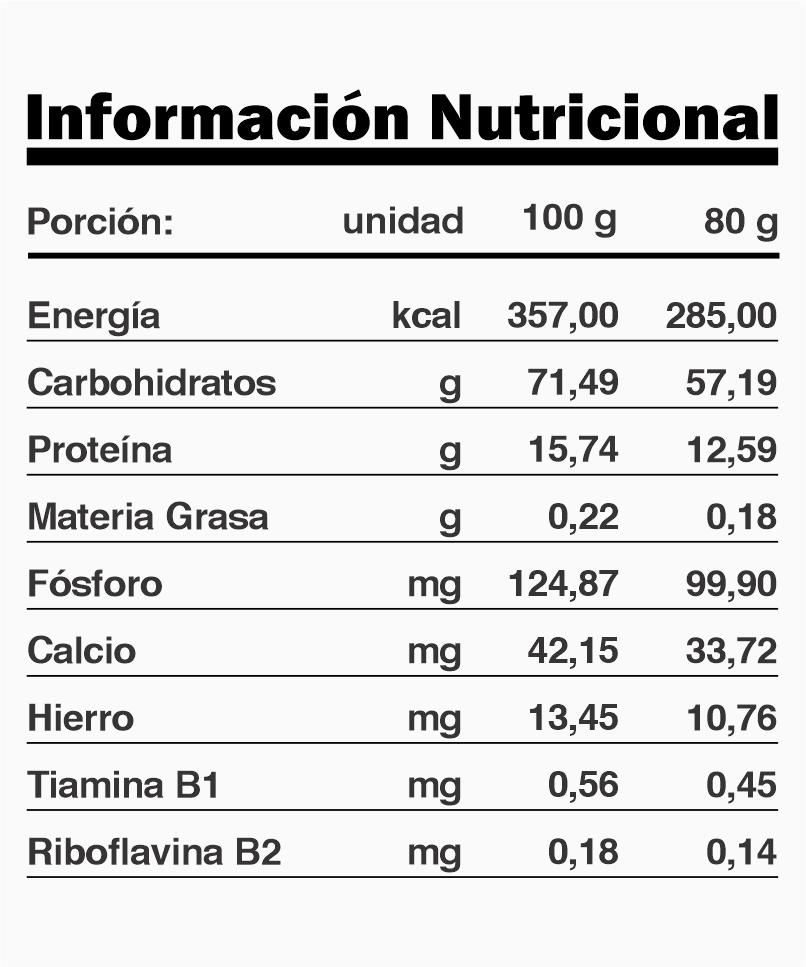 Información Nutricional
Porción: unidad 100 g 80 g
Energía kcal 357,00 285,00
Carbohidratos g 71,49 57,19
Proteína g 15,74 12,59
Materia Grasa g 0,22 0,18
Fósforo mg 124,87 99,90
Calcio mg 42,15 33,72
Hierro mg 13,45 10,76
Tiamina B1 mg 0,56 0,45
Riboflavina B2 mg 0,18 0,14